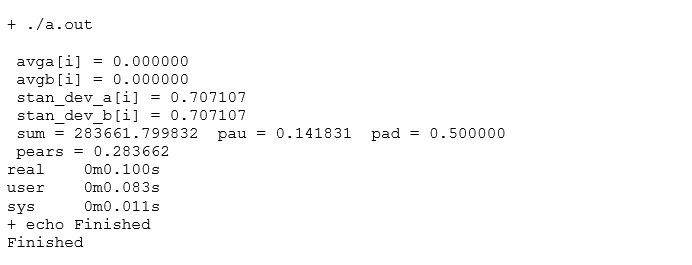 + ./a.out
avga[i] = 0.000000
avgb[i] = 0.000000
stan_dev_a[i] = 0.707107
stan_dev_b[i] = 0.707107
sum = 283661.799832  pau = 0.141831  pad = 0.500000
pears = 0.283662
real    0m0.100s
user    0m0.083s
sys     0m0.011s
+ echo Finished
Finished